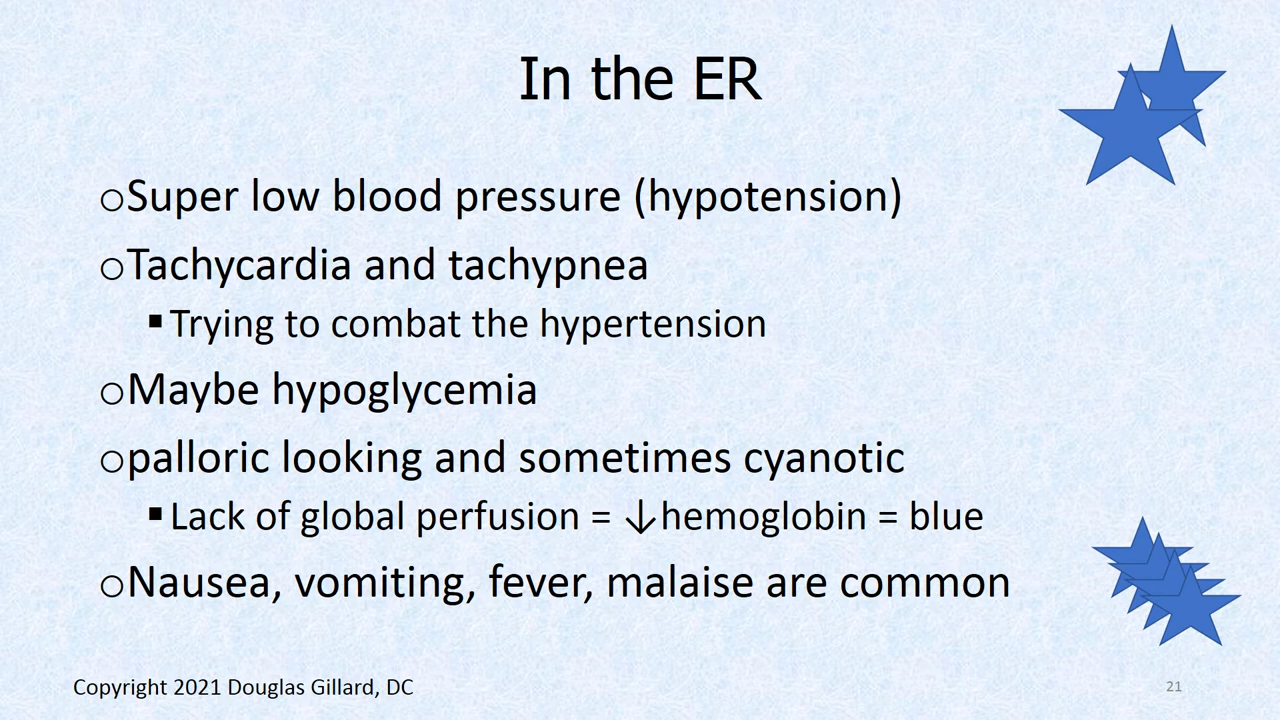 In the ER
oSuper low blood pressure (hypotension)
oTachycardia and tachypnea
▪Trying to combat the hypertension
oMaybe hypoglycemia
opalloric looking and sometimes cyanotic
▪Lack of global perfusion = ↓hemoglobin = blue
oNausea, vomiting, fever, malaise are common
Copyright 2021 Douglas Gillard, DC
21